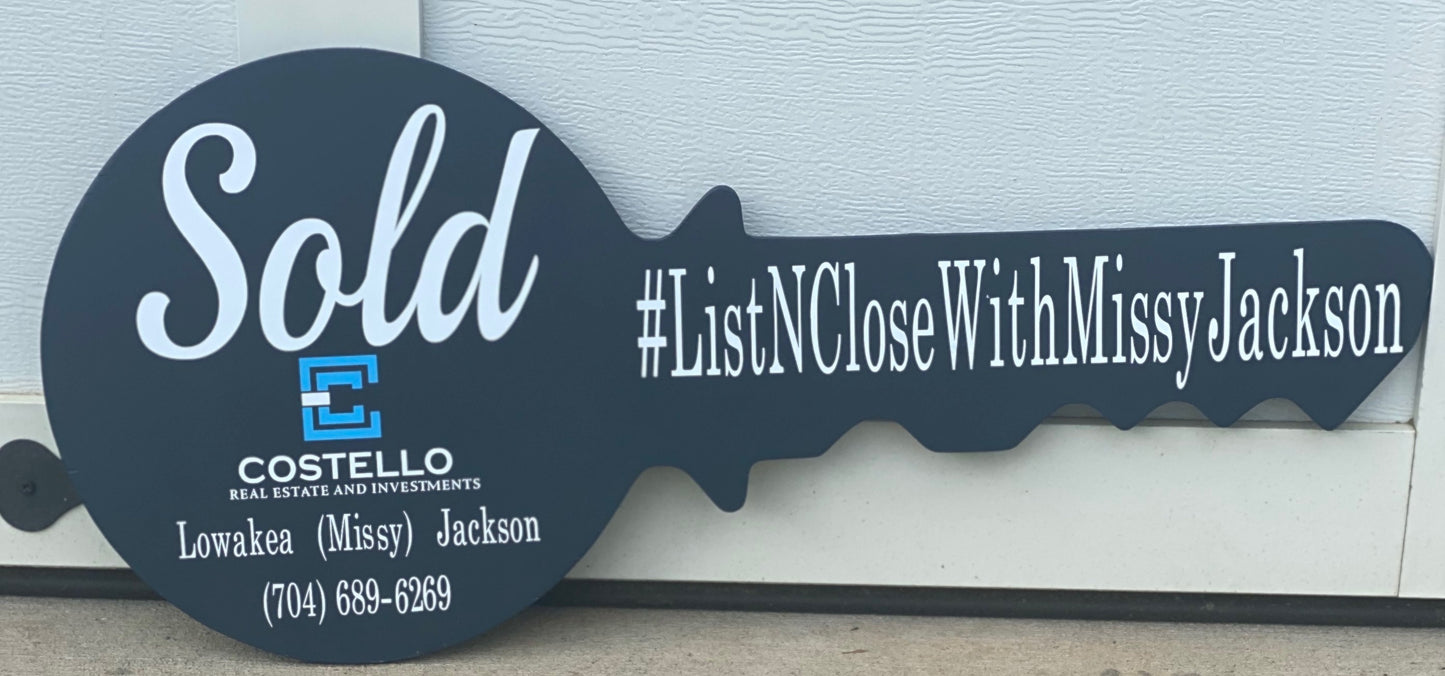 Sold
COSTELLO
REAL ESTATE AND INVESTMENTS
Lowakea (Missy) Jackson
(704) 689-6269
#ListNCloseWithMissyJackson